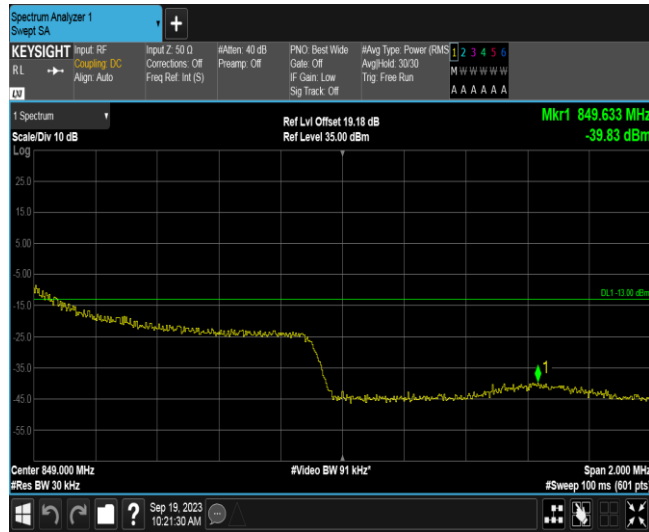 Spectrum Analyzer 1
Swept SA
KEYSIGHT Input: RF Input Z: 50 Ω #Atten: 40 dB PNO: Best Wide #Avg Type: Power (RMS 1 2 3 4 5 6
RL Coupling: DC Corrections: Off Preamp: Off Gate: Off Avg|Hold: 30/30 M W W W W W
Align: Auto Freq Ref: Int (S) IF Gain: Low Trig: Free Run
LXI Sig Track: Off A A A A A A
1 Spectrum Ref Lvl Offset 19.18 dB Mkr1 849.633 MHz
Scale/Div 10 dB Ref Level 35.00 dBm -39.83 dBm
Log
25.0
15.0
5.00
-5.00
DL1 -13.00 dBm
-15.0
-25.0
-35.0
1
-45.0
-55.0
Center 849.000 MHz #Video BW 91 kHz* Span 2.000 MHz
#Res BW 30 kHz #Sweep 100 ms (601 pts)
? Sep 19, 2023
10:21:30 AM